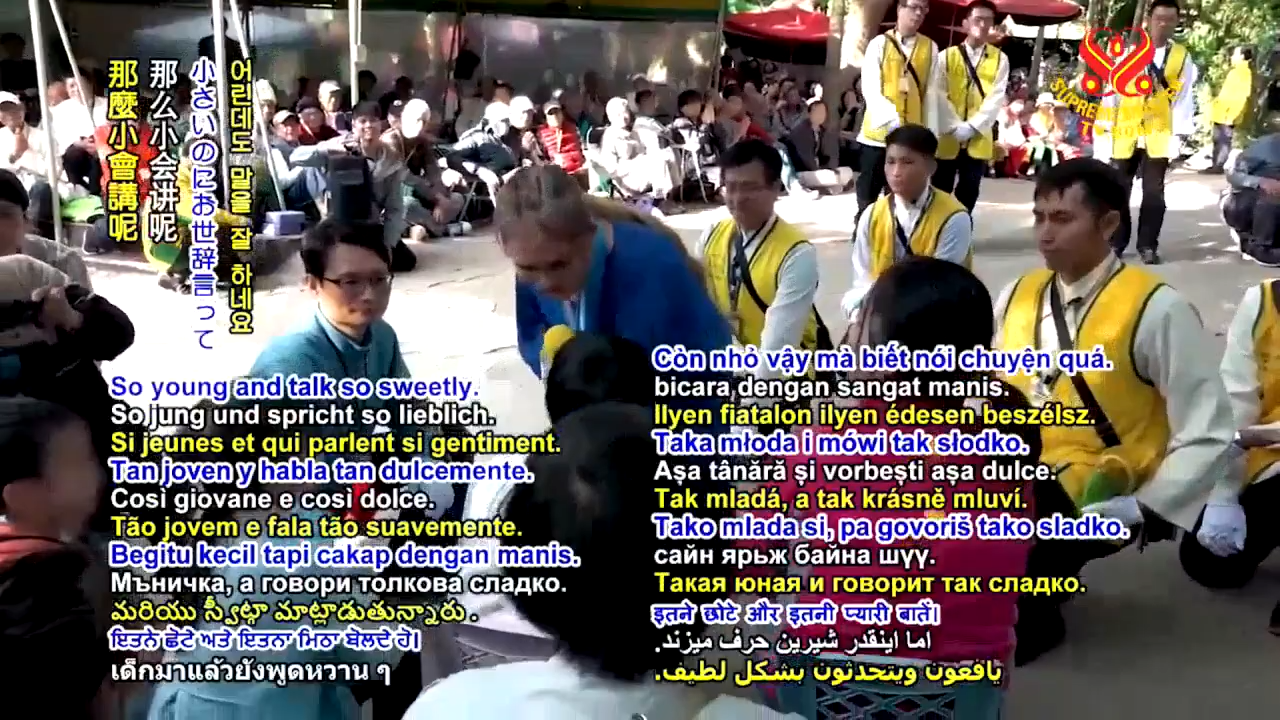 어린데도 말을 잘 하네요
小さいのにお世辞言って
那么小会讲呢
那麼小會講呢
SUPREME MASTER
TV
So young and talk so sweetly.
So jung und spricht so lieblich.
Si jeunes et qui parlent si gentiment.
Tan joven y habla tan dulcemente.
Così giovane e così dolce.
Tão jovem e fala tão suavemente.
Begitu kecil tapi cakap dengan manis.
Мъничка, а говори толкова сладко.
మరియు స్వీట్గా మాట్లాడుతున్నారు.
ਇਤਨੇ ਛੋਟੇ ਅਤੇ ਇਤਨਾ ਮਿਠਾ ਬੋਲਦੇ ਹੋ।
เด็กมาแล้วยังพูดหวาน ๆ
Còn nhỏ vậy mà biết nói chuyện quá.
bicara dengan sangat manis.
Ilyen fiatalon ilyen édesen beszélsz.
Taka młoda i mówi tak słodko.
Așa tânără și vorbești așa dulce.
Tak mladá, a tak krásně mluví.
Tako mlada si, pa govoriš tako sladko.
сайн ярьж байна шүү.
Такая юная и говорит так сладко.
इतने छोटे और इतनी प्यारी बातें।
اما اینقدر شیرین حرف میزند.
يافعون ويتحدثون بشكل لطيف.